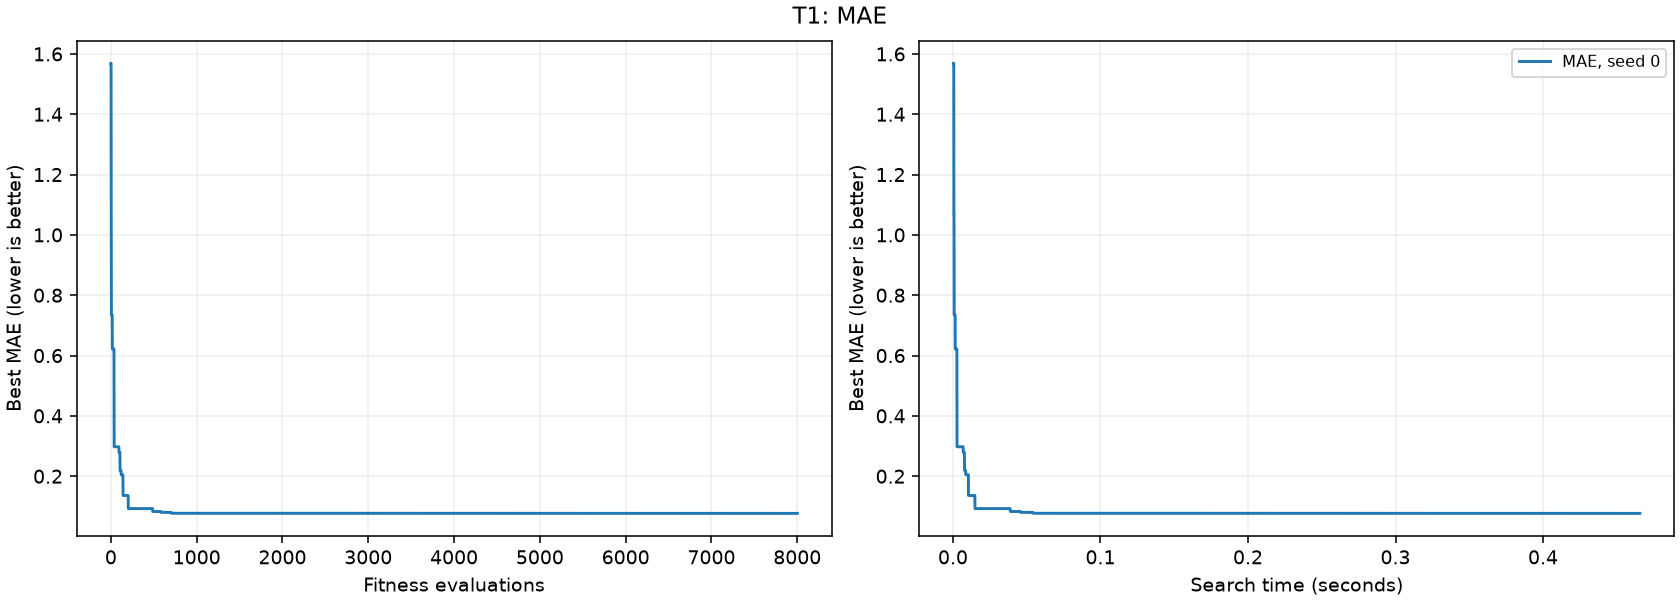 T1: MAE
Best MAE (lower is better)
1.6
1.4
1.2
1.0
0.8
0.6
0.4
0.2
0 1000 2000 3000 4000 5000 6000 7000 8000
Fitness evaluations
Best MAE (lower is better)
1.6
1.4
1.2
1.0
0.8
0.6
0.4
0.2
MAE, seed 0
0.0 0.1 0.2 0.3 0.4
Search time (seconds)